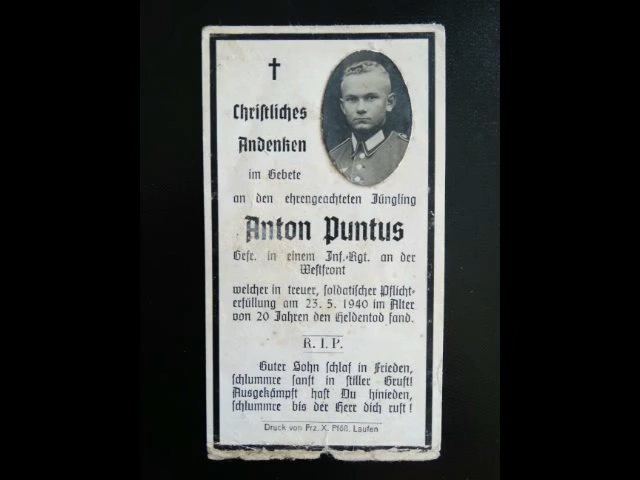 Christliches
Andenken
im Gebete
an den ehrengeachteten Jüngling
Anton Puntus
Gefr. in einem Inf.-Rgt. an der
Westfront
welcher in treuer, soldatischer Pflicht-
erfüllung am 23. 5. 1940 im Alter
von 20 Jahren den Heldentod fand.
R. I. P.
Guter Sohn schlaf in Frieden,
schlummre sanft in stiller Gruft!
Ausgekämpft hast Du hinieden,
schlummre bis der Herr dich ruft!
Druck von Frz. X. Pföß, Laufen